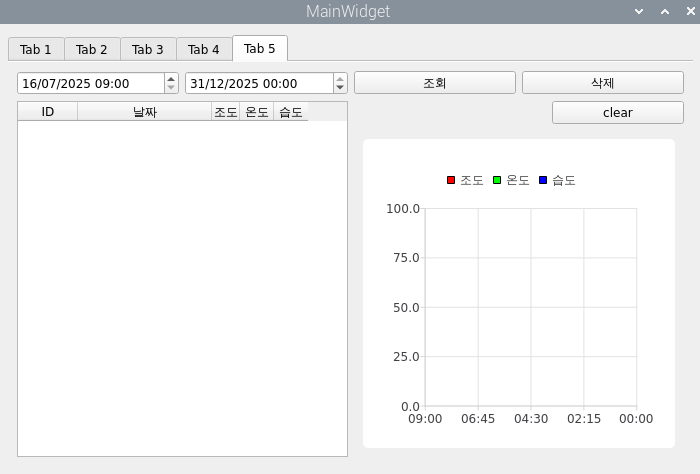 MainWidget
Tab 1 Tab 2 Tab 3 Tab 4 Tab 5
16/07/2025 09:00 31/12/2025 00:00 조회 삭제
ID 날짜 조도 온도 습도 clear
조도 온도 습도
100.0
75.0
50.0
25.0
0.0
09:00 06:45 04:30 02:15 00:00